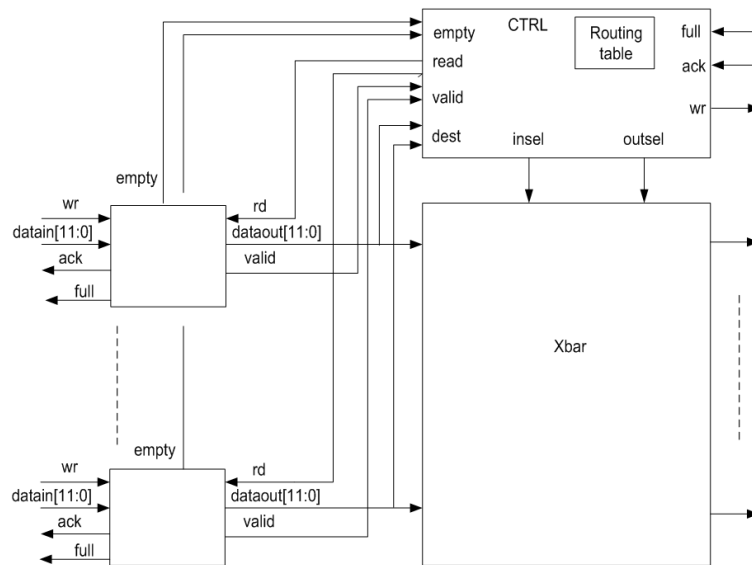 CTRL
Routing
table
empty
full
read
ack
valid
wr
dest
insel
outsel
empty
wr
rd
datain[11:0]
dataout[11:0]
ack
valid
full
Xbar
empty
wr
rd
datain[11:0]
dataout[11:0]
ack
valid
full